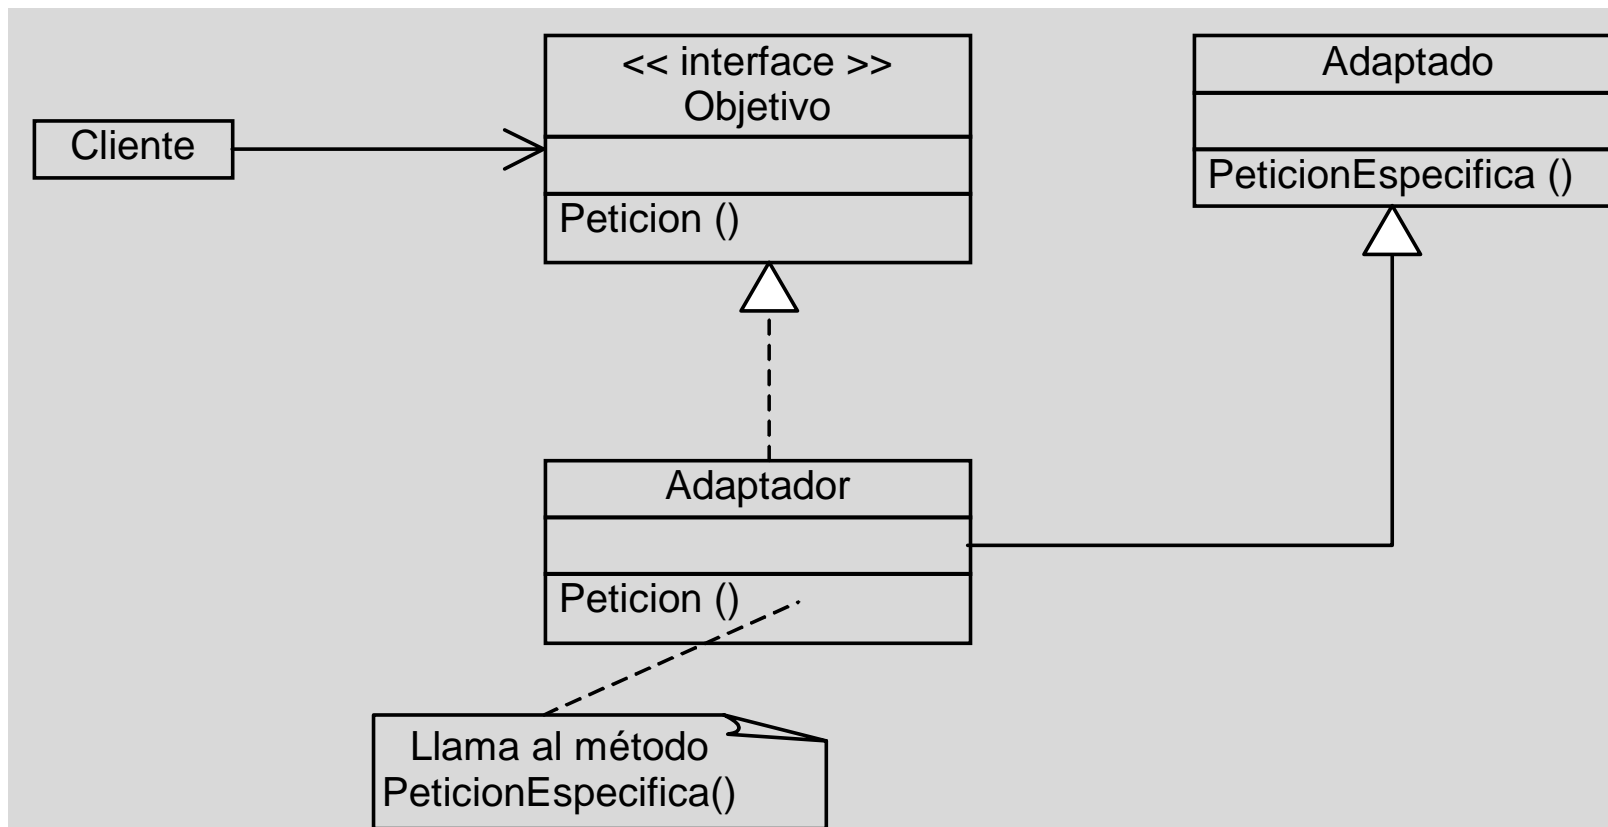 << interface >>
Objetivo
Adaptado
Cliente
PeticionEspecifica ()
Peticion ()
Adaptador
Peticion ()
Llama al método
PeticionEspecifica()